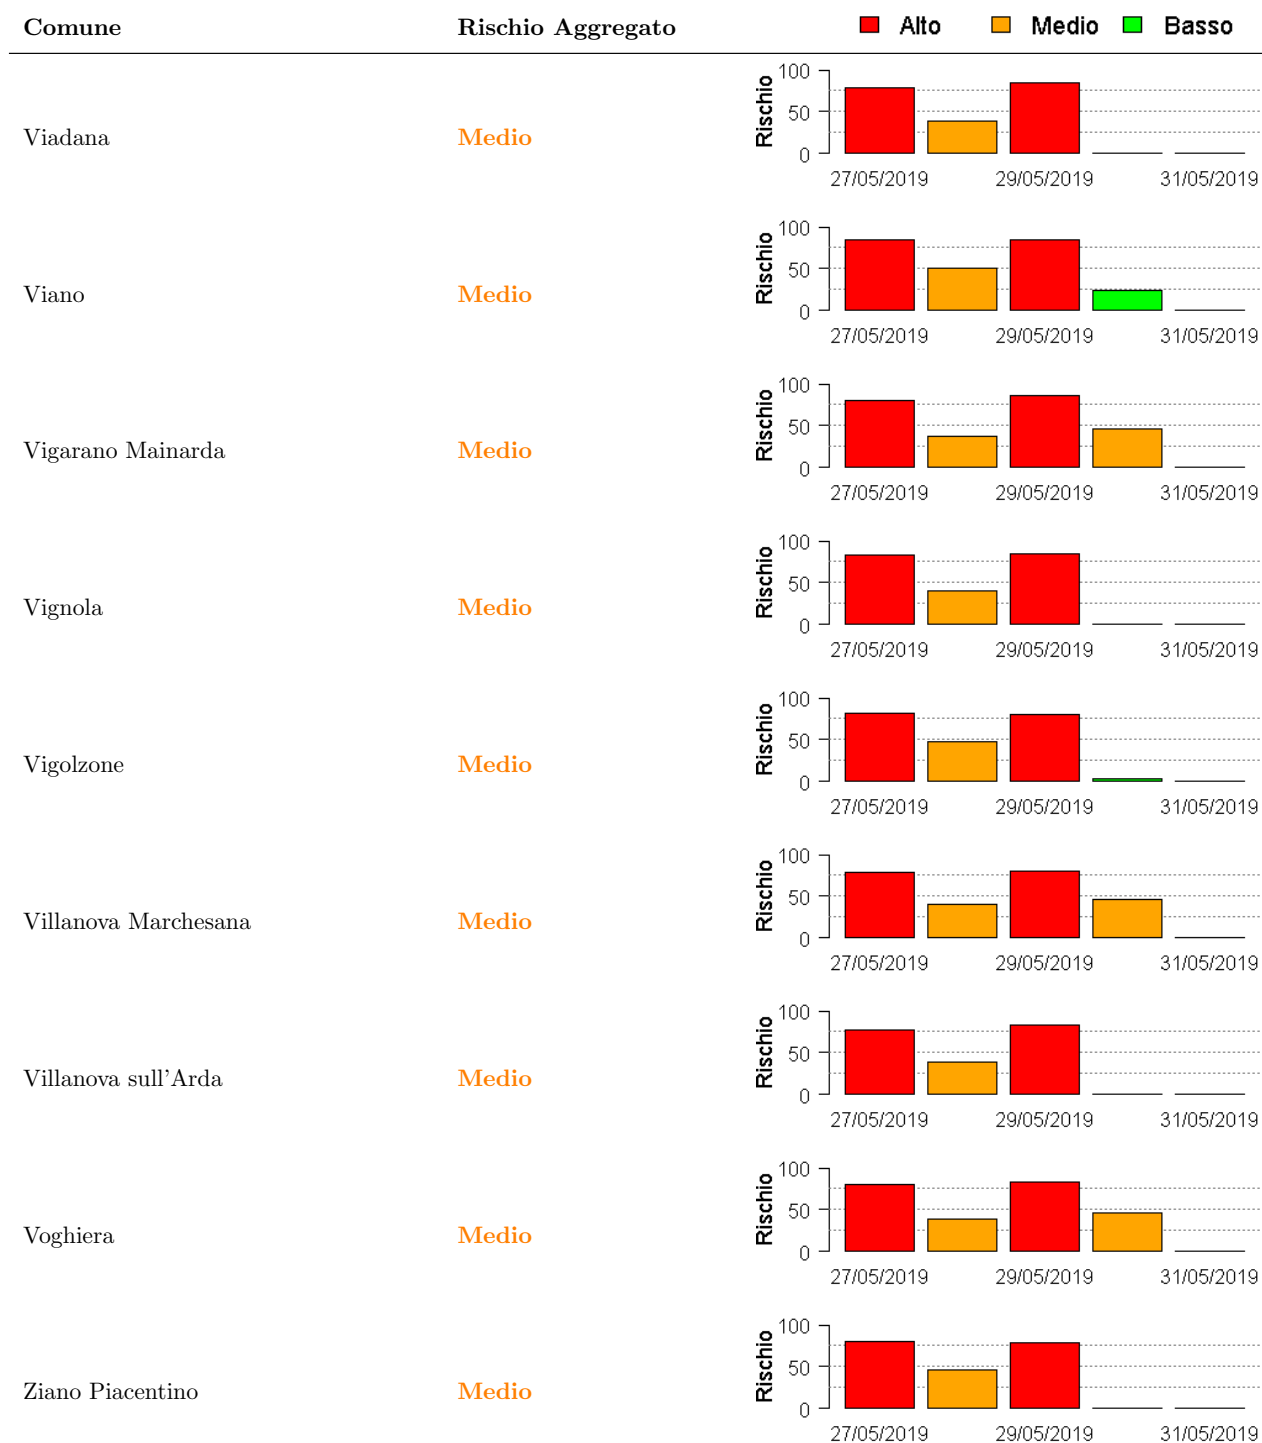 Comune Rischio Aggregato Alto Medio Basso
Viadana Medio
Rischio
100
50
0
27/05/2019 29/05/2019 31/05/2019
Viano Medio
Rischio
100
50
0
27/05/2019 29/05/2019 31/05/2019
Vigarano Mainarda Medio
Rischio
100
50
0
27/05/2019 29/05/2019 31/05/2019
Vignola Medio
Rischio
100
50
0
27/05/2019 29/05/2019 31/05/2019
Vigolzone Medio
Rischio
100
50
0
27/05/2019 29/05/2019 31/05/2019
Villanova Marchesana Medio
Rischio
100
50
0
27/05/2019 29/05/2019 31/05/2019
Villanova sull'Arda Medio
Rischio
100
50
0
27/05/2019 29/05/2019 31/05/2019
Voghiera Medio
Rischio
100
50
0
27/05/2019 29/05/2019 31/05/2019
Ziano Piacentino Medio
Rischio
100
50
0
27/05/2019 29/05/2019 31/05/2019